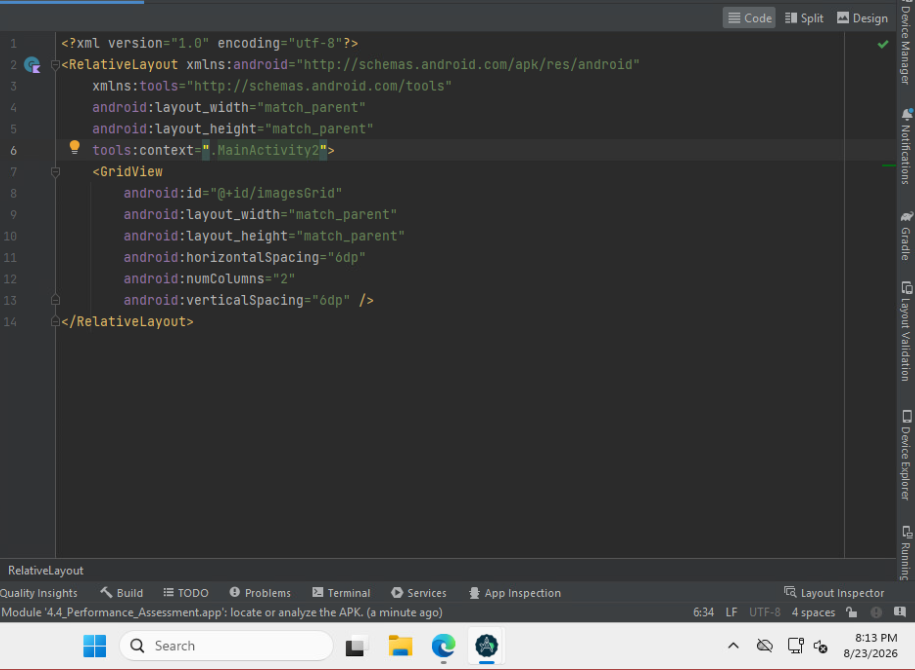 Code Split Design
1 <?xml version="1.0" encoding="utf-8"?>
2 <RelativeLayout xmlns:android="http://schemas.android.com/apk/res/android"
3 xmlns:tools="http://schemas.android.com/tools"
4 android:layout_width="match_parent"
5 android:layout_height="match_parent"
6 tools:context=".MainActivity2">
7 <GridView
8 android:id="@+id/imagesGrid"
9 android:layout_width="match_parent"
10 android:layout_height="match_parent"
11 android:horizontalSpacing="6dp"
12 android:numColumns="2"
13 android:verticalSpacing="6dp" />
14 </RelativeLayout>
Device Manager
Notifications
Gradle
Layout Validation
Device Explorer
Running
RelativeLayout
Quality Insights Build TODO Problems Terminal Services App Inspection Layout Inspector
Module '4.4_Performance_Assessment.app': locate or analyze the APK. (a minute ago) 6:34 LF UTF-8 4 spaces
Search
8:13 PM
8/23/2026